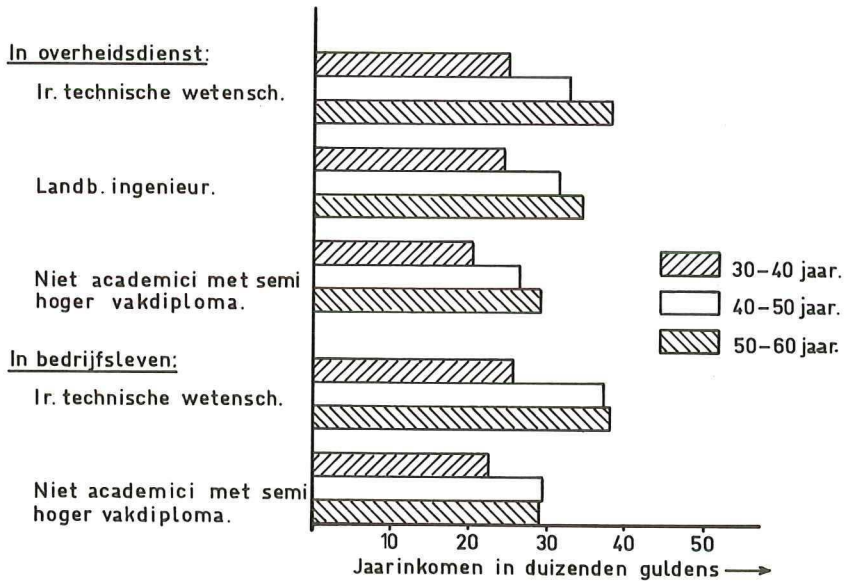 In overheidsdienst:
Ir. technische wetensch.
Landb. ingenieur.
Niet academici met semi
hoger vakdiploma.
In bedrijfsleven:
Ir. technische wetensch.
Niet academici met semi
hoger vakdiploma.
30-40 jaar.
40-50 jaar.
50-60 jaar.
10 20 30 40 50
Jaarinkomen in duizenden guldens